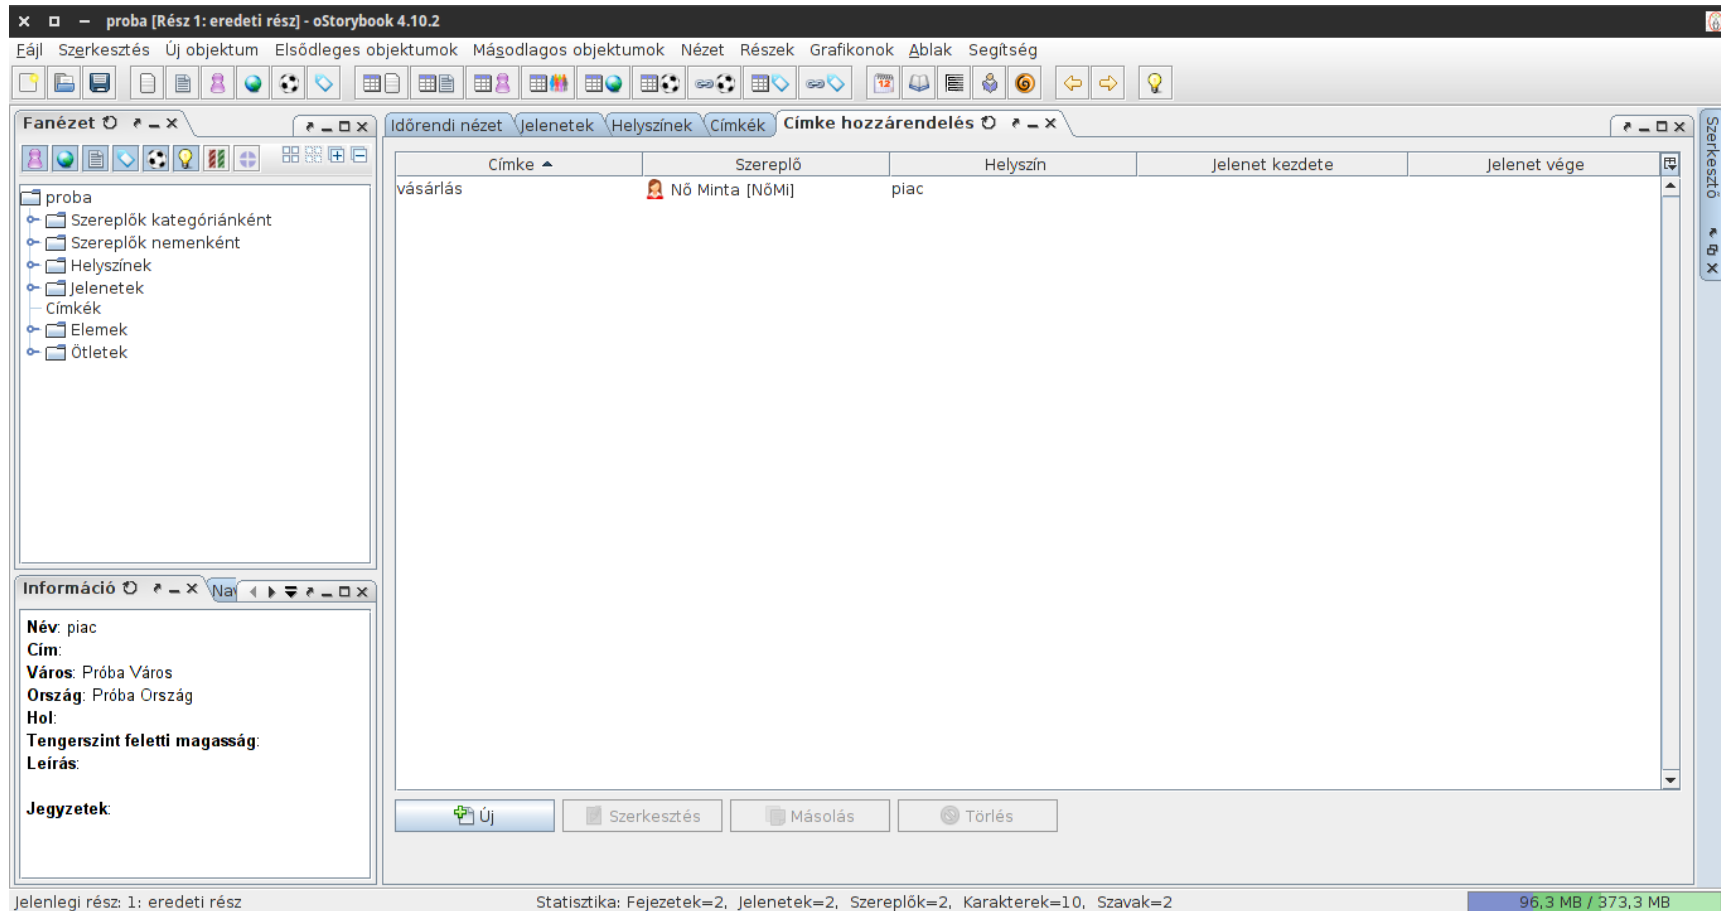 proba [Rész 1: eredeti rész] - oStorybook 4.10.2
Fájl Szerkesztés Új objektum Elsődleges objektumok Másodlagos objektumok Nézet Részek Grafikonok Ablak Segítség
12
Fanézet
Időrendi nézet Jelenetek Helyszínek Címkék Címke hozzárendelés
Szerkesztő
Címke Szereplő Helyszín Jelenet kezdete Jelenet vége
vásárlás Nő Minta [NőMi] piac
proba
Szereplők kategóriánként
Szereplők nemenként
Helyszínek
Jelenetek
Címkék
Elemek
Ötletek
Információ Nav
Név: piac
Cím:
Város: Próba Város
Ország: Próba Ország
Hol:
Tengerszint feletti magasság:
Leírás:
Jegyzetek:
Új Szerkesztés Másolás Törlés
Jelenlegi rész: 1: eredeti rész
Statisztika: Fejezetek=2, Jelenetek=2, Szereplők=2, Karakterek=10, Szavak=2
96,3 MB / 373,3 MB